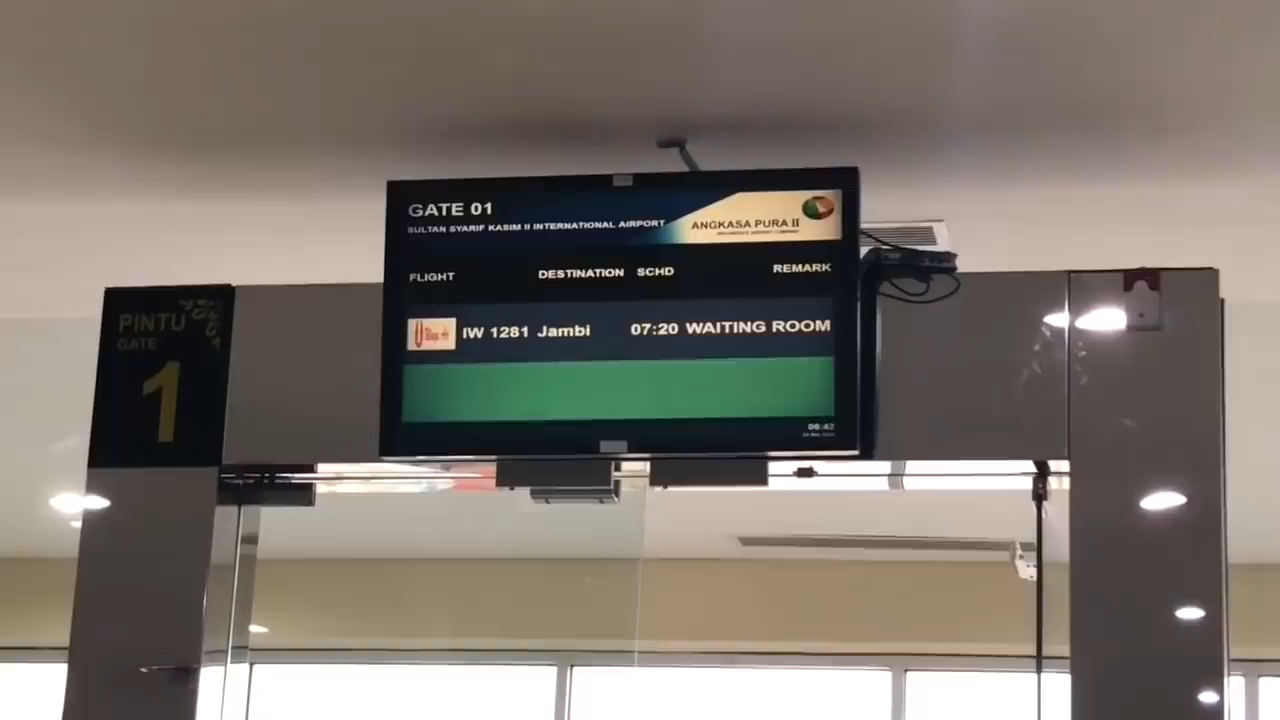 GATE 01
SULTAN SYARIF KASIM II INTERNATIONAL AIRPORT
ANGKASA PURA II
FLIGHT DESTINATION SCHD REMARK
IW 1281 Jambi 07:20 WAITING ROOM
06:42
PINTU
GATE
1